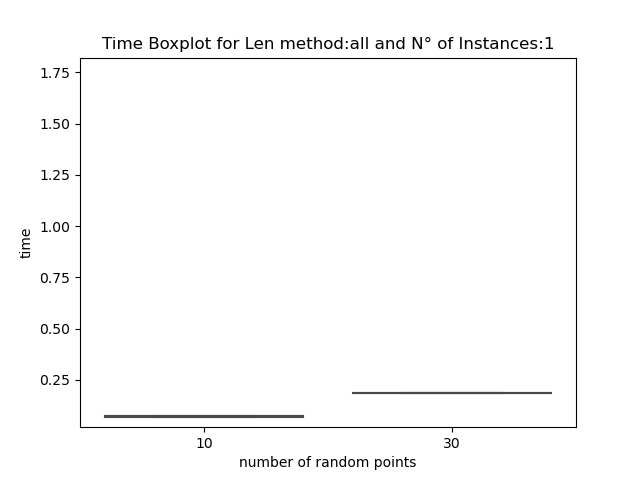 Time Boxplot for Len method:all and N° of Instances:1
1.75
1.50
1.25
1.00
0.75
0.50
0.25
time
10 30
number of random points